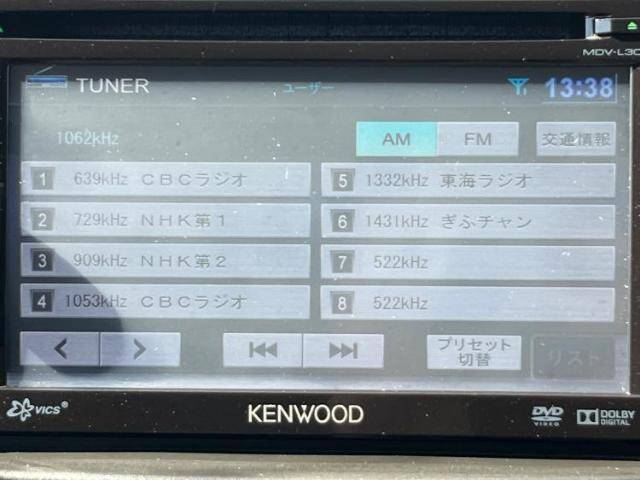 MDV-L30
TUNER ユーザー 13:38
1062kHz AM FM 交通情報
1 639kHz CBCラジオ 5 1332kHz 東海ラジオ
2 729kHz NHK第1 6 1431kHz ぎふチャン
3 909kHz NHK第2 7 522kHz
4 1053kHz CBCラジオ 8 522kHz
プリセット
切替 リスト
VICS® KENWOOD DVD VIDEO DOLBY DIGITAL